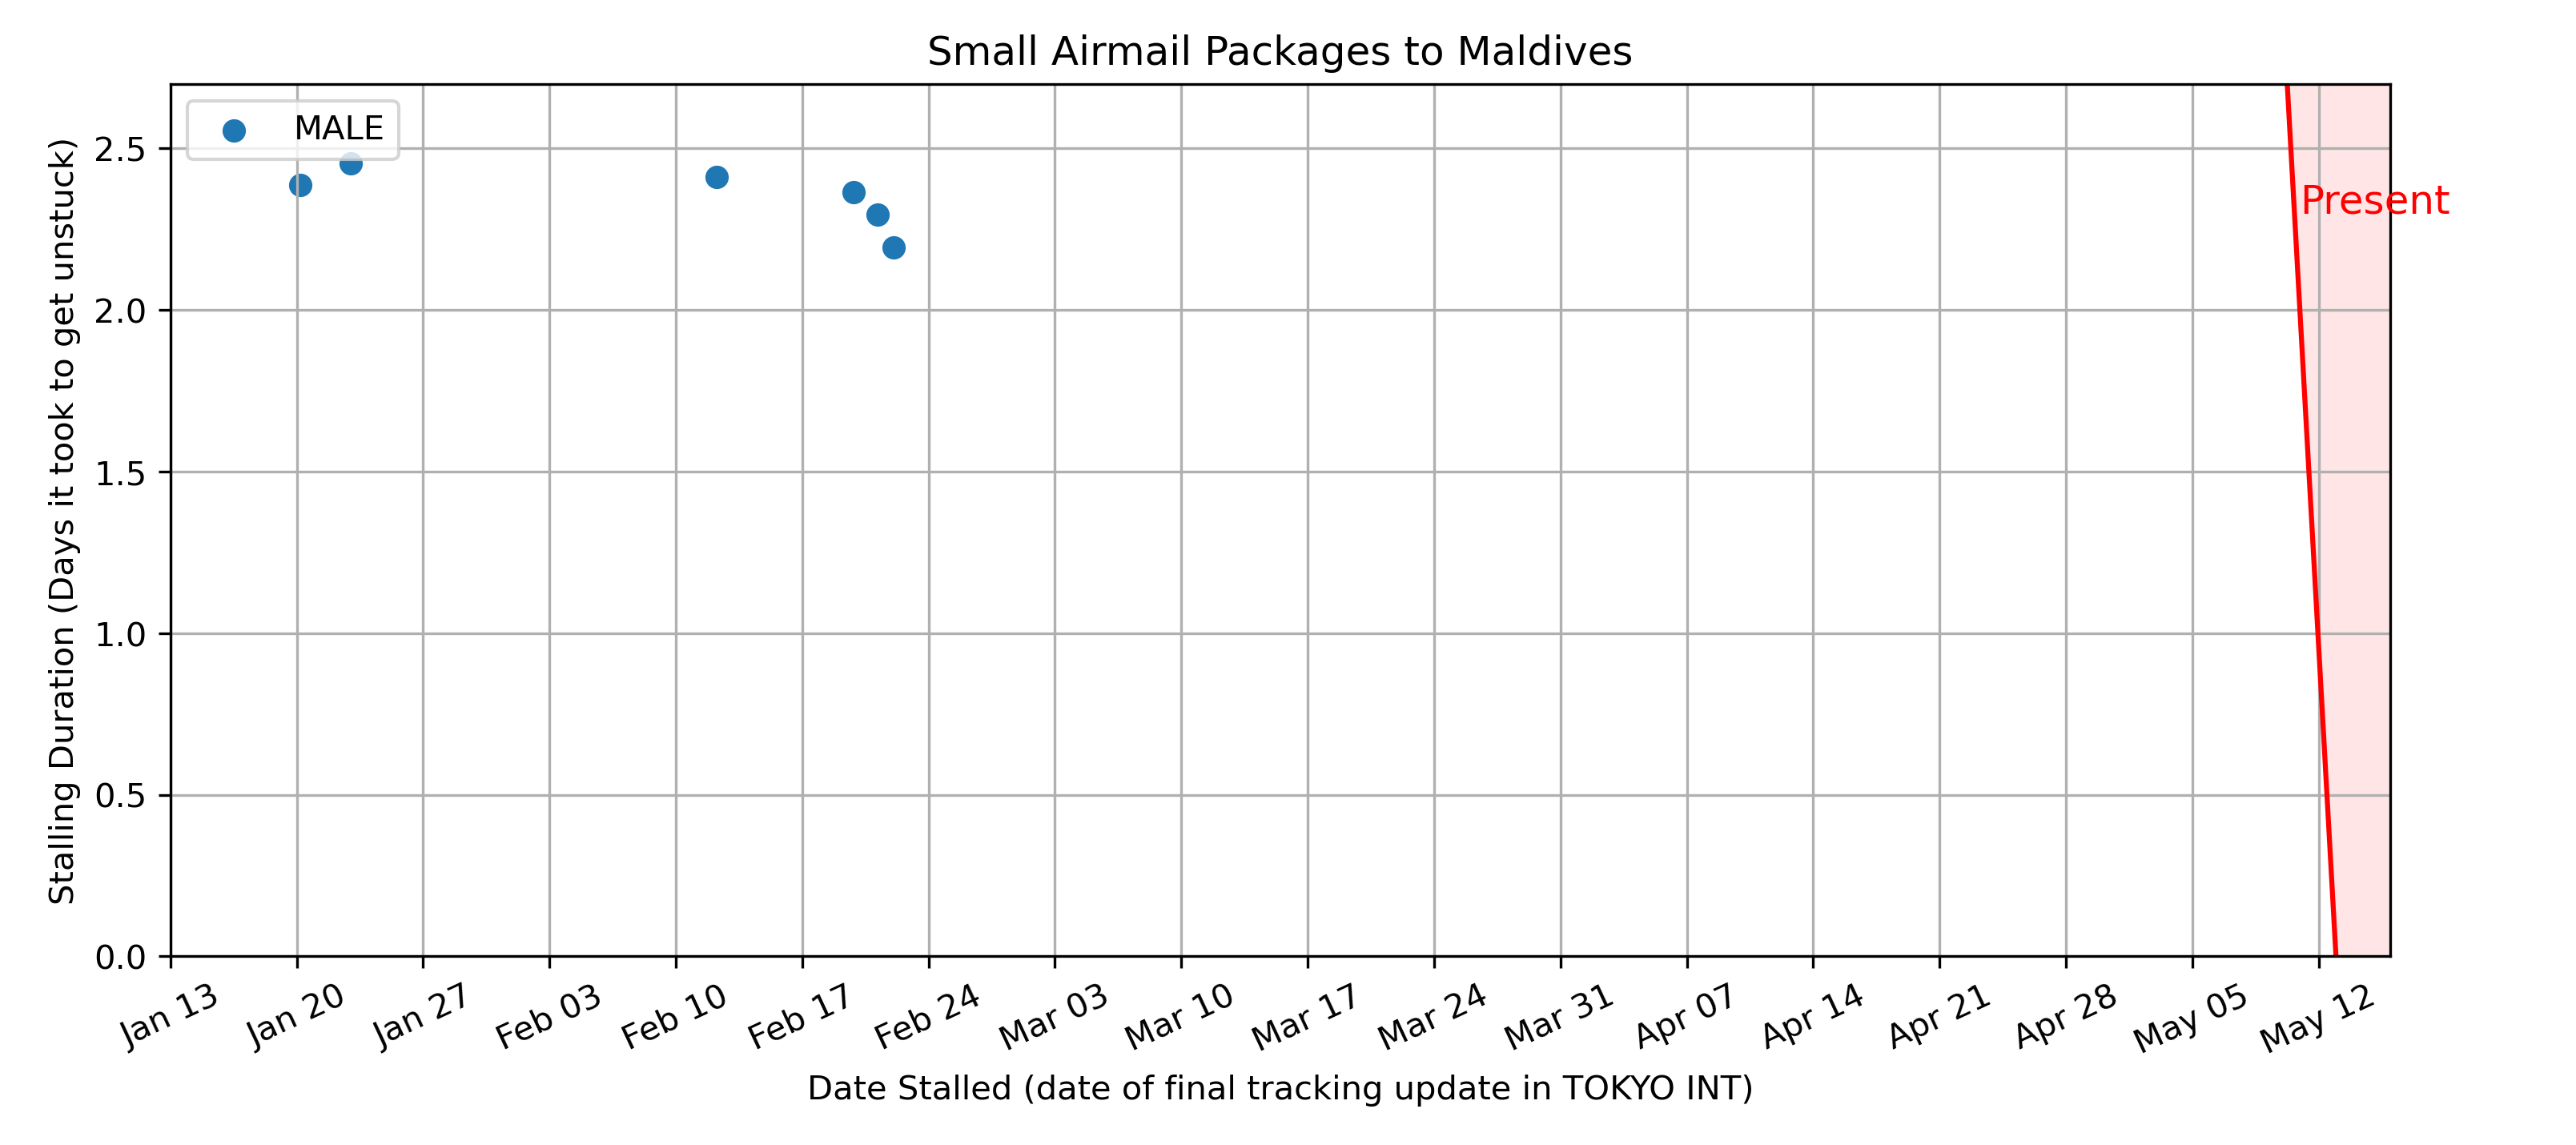 Small Airmail Packages to Maldives
MALE
Present
Stalling Duration (Days it took to get unstuck)
2.5
2.0
1.5
1.0
0.5
0.0
Jan 13 Jan 20 Jan 27 Feb 03 Feb 10 Feb 17 Feb 24 Mar 03 Mar 10 Mar 17 Mar 24 Mar 31 Apr 07 Apr 14 Apr 21 Apr 28 May 05 May 12
Date Stalled (date of final tracking update in TOKYO INT)